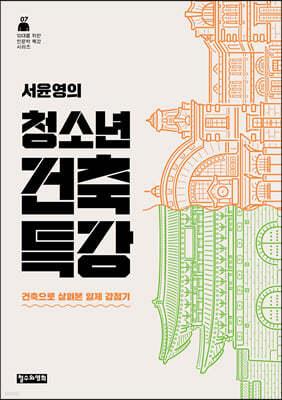 07
10대를 위한
인문학 특강
시리즈
서윤영의
청소년
건축
특강
건축으로 살펴본 일제 강점기
철수와영희